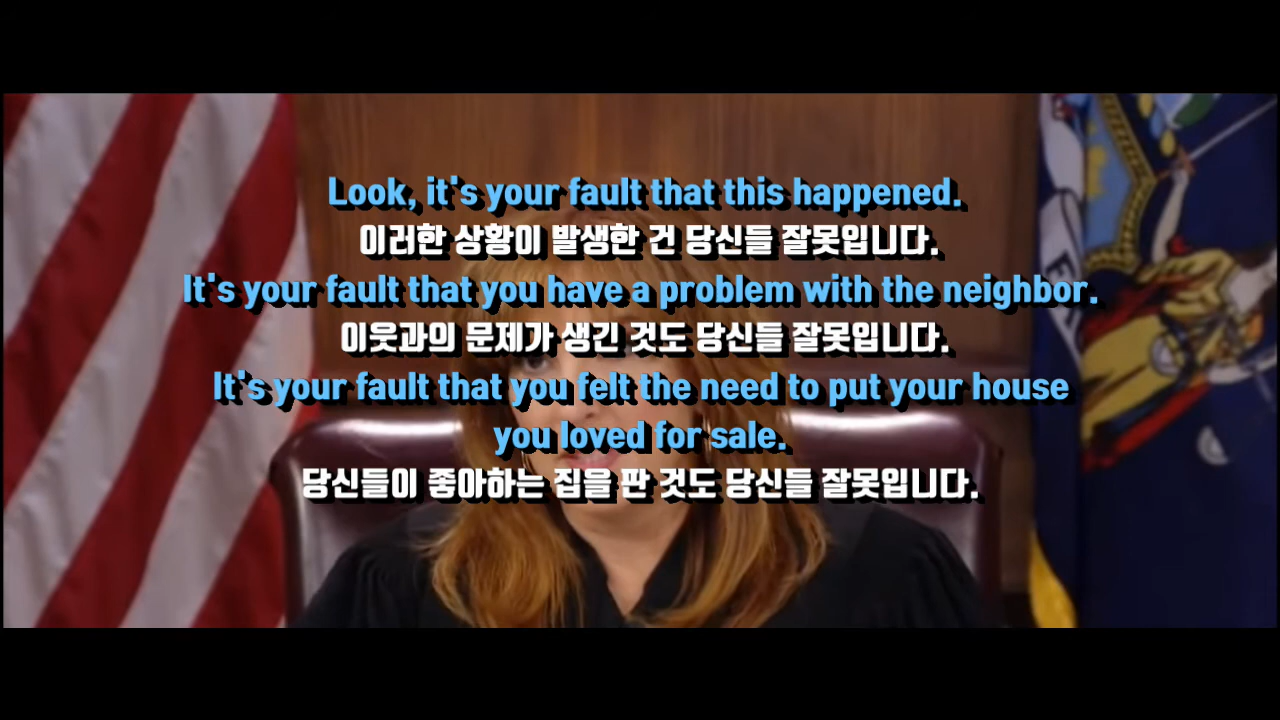 Look, it's your fault that this happened.
이러한 상황이 발생한 건 당신들 잘못입니다.
It's your fault that you have a problem with the neighbor.
이웃과의 문제가 생긴 것도 당신들 잘못입니다.
It's your fault that you felt the need to put your house
you loved for sale.
당신들이 좋아하는 집을 판 것도 당신들 잘못입니다.